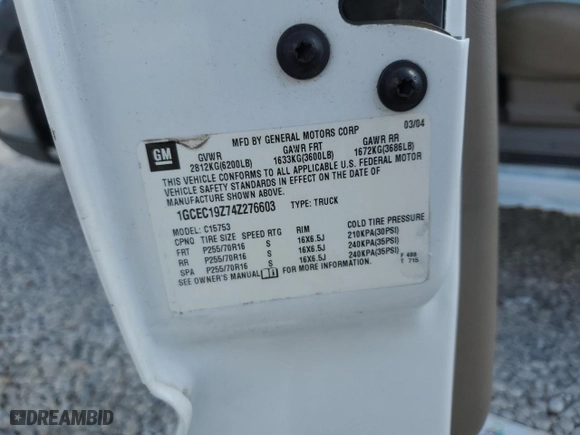 MFD BY GENERAL MOTORS CORP 03/04
GM GVWR GAWR FRT GAWR RR
2812KG(6200LB) 1633KG(3600LB) 1672KG(3686LB)
THIS VEHICLE CONFORMS TO ALL APPLICABLE U.S. FEDERAL MOTOR
VEHICLE SAFETY STANDARDS IN EFFECT ON THE DATE OF
MANUFACTURE SHOWN ABOVE.
1GCEC19Z74Z276603 TYPE: TRUCK
MODEL: C15753
CPNQ TIRE SIZE SPEED RTG RIM COLD TIRE PRESSURE
FRT P255/70R16 S 16X6.5J 210KPA(30PSI)
RR P255/70R16 S 16X6.5J 240KPA(35PSI)
SPA P255/70R16 S 16X6.5J 240KPA(35PSI)
SEE OWNER'S MANUAL FOR MORE INFORMATION.
F 488
T 715
DREAMBID